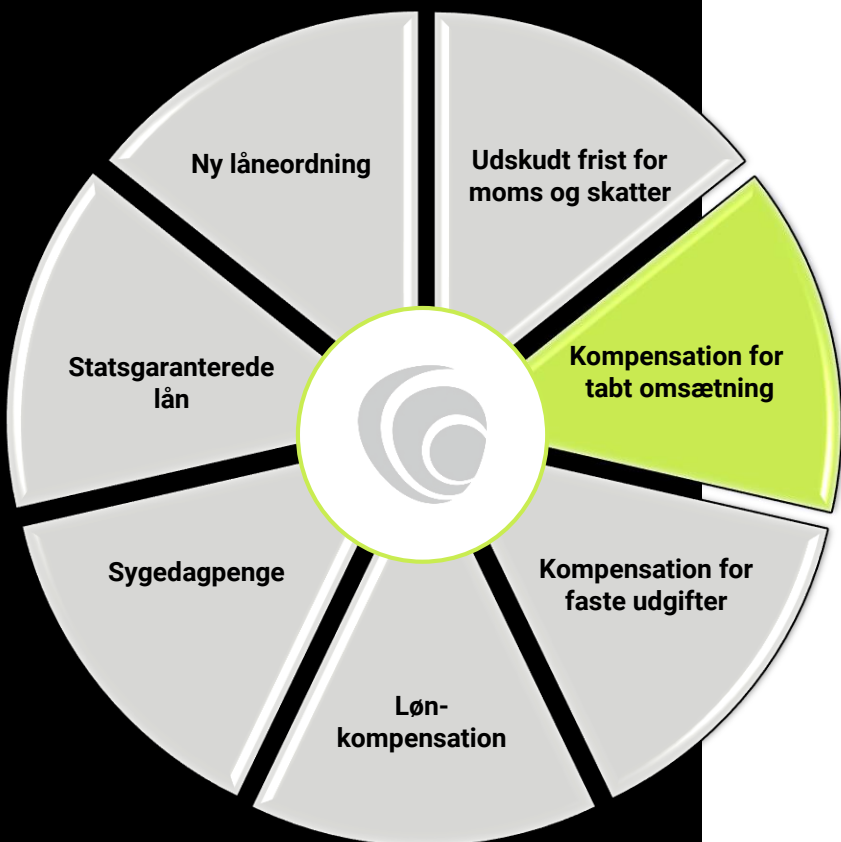 Ny låneordning
Udskudt frist for
moms og skatter
Kompensation for
tabt omsætning
Statsgaranterede
lån
Sygedagpenge
Kompensation for
faste udgifter
Løn-
kompensation